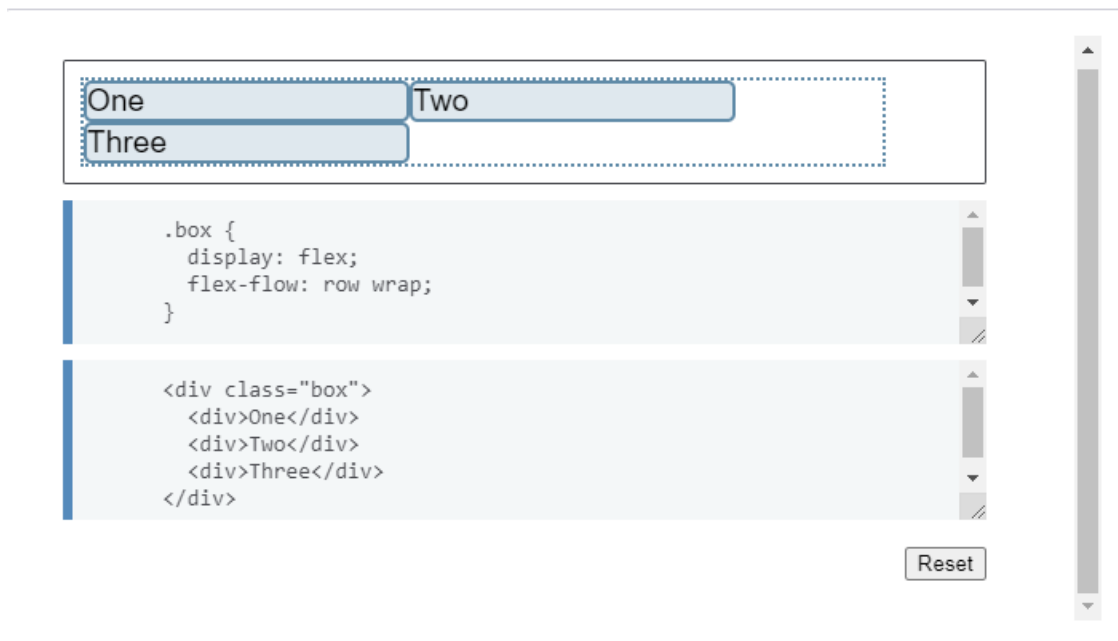 One Two
Three
.box {
  display: flex;
  flex-flow: row wrap;
}
<div class="box">
  <div>One</div>
  <div>Two</div>
  <div>Three</div>
</div>
Reset